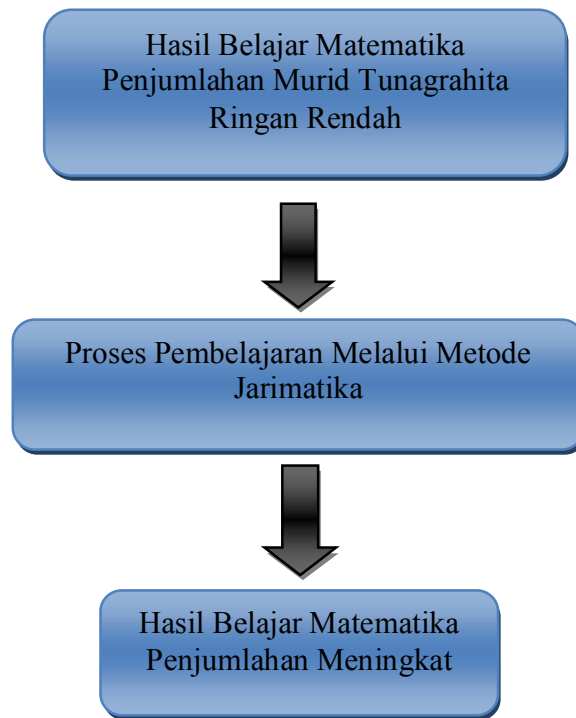 Hasil Belajar Matematika
Penjumlahan Murid Tunagrahita
Ringan Rendah
Proses Pembelajaran Melalui Metode
Jarimatika
Hasil Belajar Matematika
Penjumlahan Meningkat